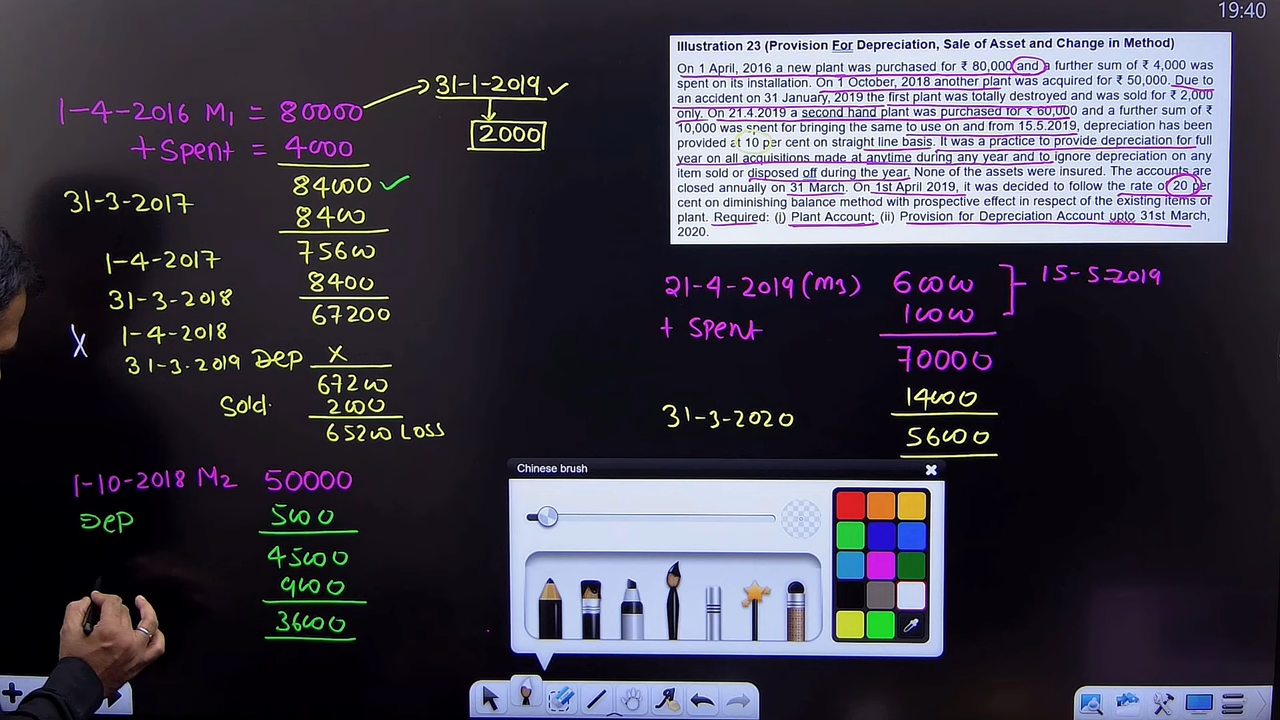 19:40
Illustration 23 (Provision For Depreciation, Sale of Asset and Change in Method)
On 1 April, 2016 a new plant was purchased for ₹ 80,000 and a further sum of ₹ 4,000 was
spent on its installation. On 1 October, 2018 another plant was acquired for ₹ 50,000. Due to
an accident on 31 January, 2019 the first plant was totally destroyed and was sold for ₹ 2,000
only. On 21.4.2019 a second hand plant was purchased for ₹ 60,000 and a further sum of ₹
10,000 was spent for bringing the same to use on and from 15.5.2019, depreciation has been
provided a 10 per cent on straight line basis. It was a practice to provide depreciation for full
year on all acquisitions made at anytime during any year and to ignore depreciation on any
item sold or disposed off during the year. None of the assets were insured. The accounts are
closed annually on 31 March. On 1st April 2019, it was decided to follow the rate of 20 per
cent on diminishing balance method with prospective effect in respect of the existing items of
plant. Required: (i) Plant Account; (ii) Provision for Depreciation Account upto 31st March,
2020.
31-1-2019 ✓
2000
1-4-2016 M1 = 80000
+Spent = 4000
84000 ✓
31-3-2017 8400
75600
1-4-2017
31-3-2018 8400
67200
X 1-4-2018
31-3-2019 Dep X
67200
Sold 2000
65200 Loss
1-10-2018 M2 50000
Dep 5000
45000
9000
36000
21-4-2019 (M3) 60000 15-5-2019
+ Spent 10000
70000
14000
31-3-2020
56000
Chinese brush